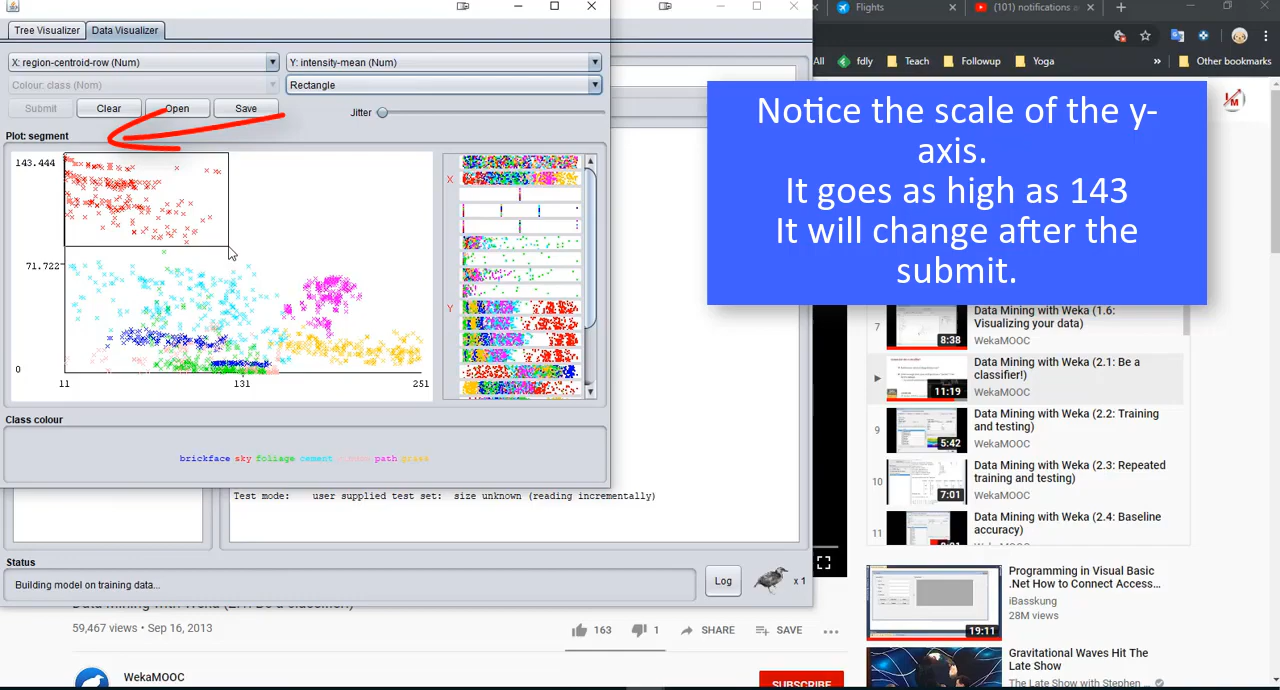 Flights
(101) notifications
Tree Visualizer
Data Visualizer
X: region-centroid-row (Num)
Y: intensity-mean (Num)
Colour: class (Nom)
Rectangle
Submit
Clear
Open
Save
Jitter
Plot: segment
143.444
71.722
0
11
131
251
X
Y
Class colour
brickface sky foliage cement path grass
Test mode: user supplied test set: size unknown (reading incrementally)
Status
Building model on training data...
Log
x 1
All
fdly
Teach
Followup
Yoga
»
Other bookmarks
Notice the scale of the y-
axis.
It goes as high as 143
It will change after the
submit.
7
8:38
Data Mining with Weka (1.6:
Visualizing your data)
WekaMOOC
11:19
Data Mining with Weka (2.1: Be a
classifier!)
WekaMOOC
9
5:42
Data Mining with Weka (2.2: Training
and testing)
WekaMOOC
10
7:01
Data Mining with Weka (2.3: Repeated
training and testing)
WekaMOOC
11
Data Mining with Weka (2.4: Baseline
accuracy)
19:11
Programming in Visual Basic
.Net How to Connect Access...
iBasskung
28M views
Gravitational Waves Hit The
Late Show
The Late Show with Stephen ...
59,467 views • Sep 16, 2013
163
1
SHARE
SAVE
WekaMOOC
SUBSCRIBE